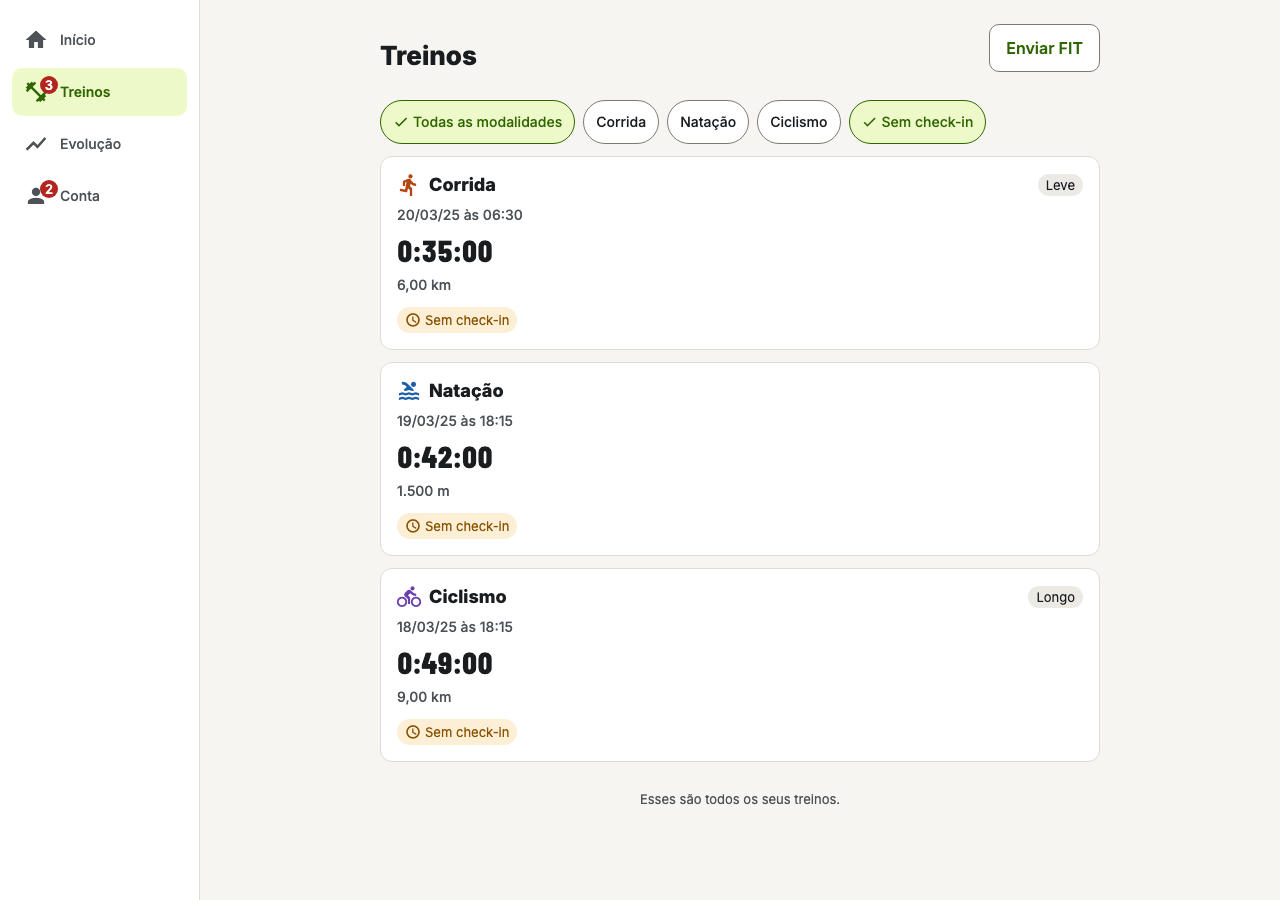 Início
3
Treinos
Evolução
2
Conta
Treinos
Enviar FIT
Todas as modalidades
Corrida
Natação
Ciclismo
Sem check-in
Corrida
Leve
20/03/25 às 06:30
0:35:00
6,00 km
Sem check-in
Natação
19/03/25 às 18:15
0:42:00
1.500 m
Sem check-in
Ciclismo
Longo
18/03/25 às 18:15
0:49:00
9,00 km
Sem check-in
Esses são todos os seus treinos.